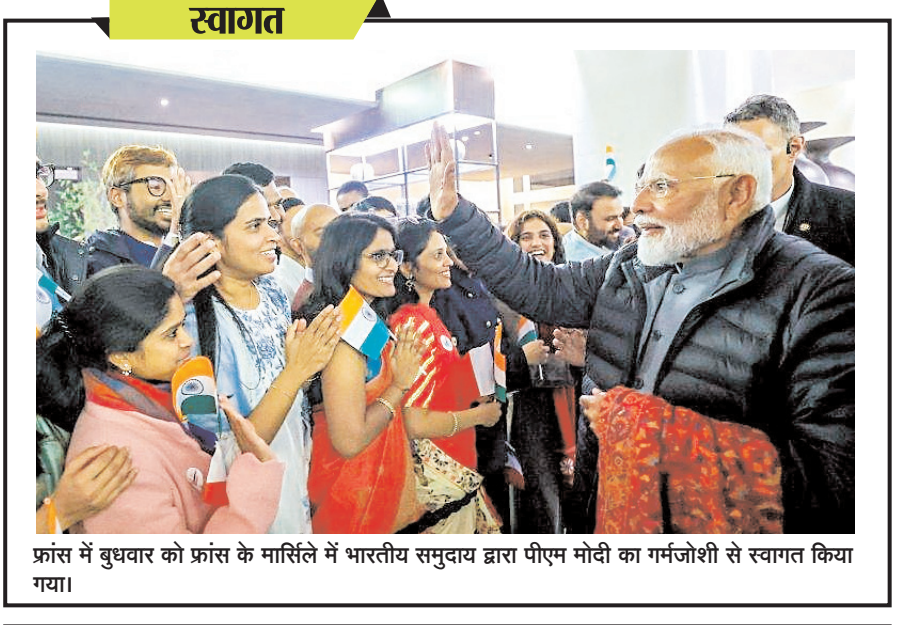 स्वागत
फ्रांस में बुधवार को फ्रांस के मार्सिले में भारतीय समुदाय द्वारा पीएम मोदी का गर्मजोशी से स्वागत किया
गया।